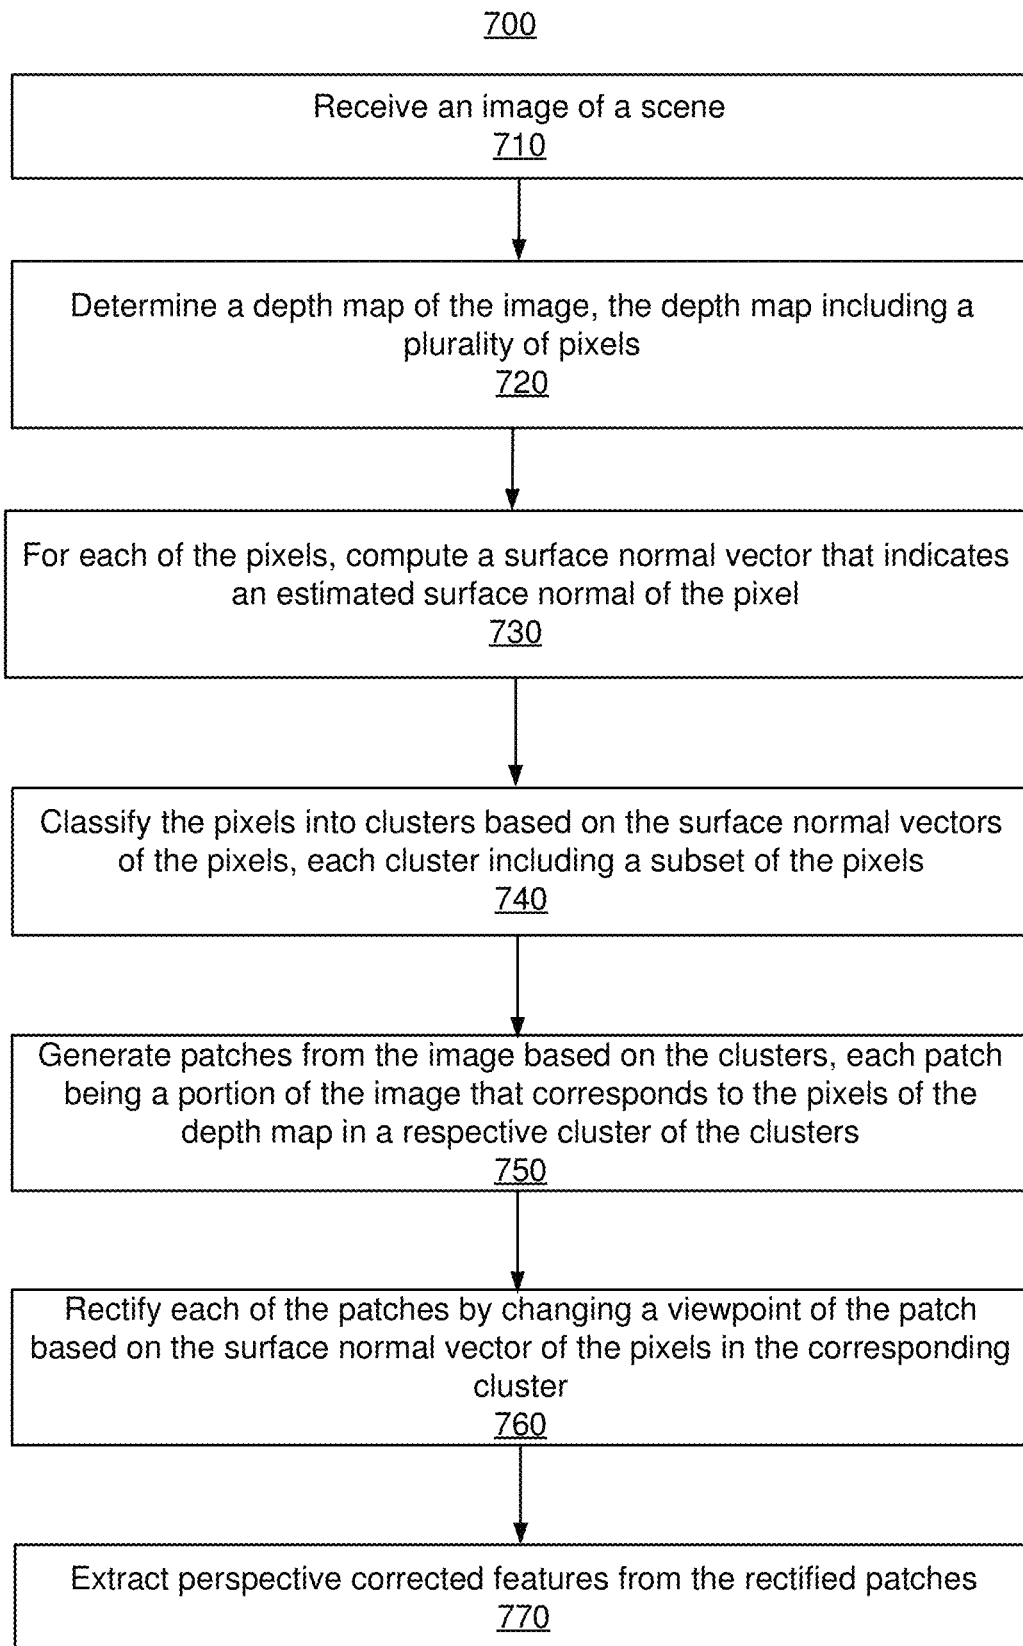 700
Receive an image of a scene
710
Determine a depth map of the image, the depth map including a
plurality of pixels
720
For each of the pixels, compute a surface normal vector that indicates
an estimated surface normal of the pixel
730
Classify the pixels into clusters based on the surface normal vectors
of the pixels, each cluster including a subset of the pixels
740
Generate patches from the image based on the clusters, each patch
being a portion of the image that corresponds to the pixels of the
depth map in a respective cluster of the clusters
750
Rectify each of the patches by changing a viewpoint of the patch
based on the surface normal vector of the pixels in the corresponding
cluster
760
Extract perspective corrected features from the rectified patches
770